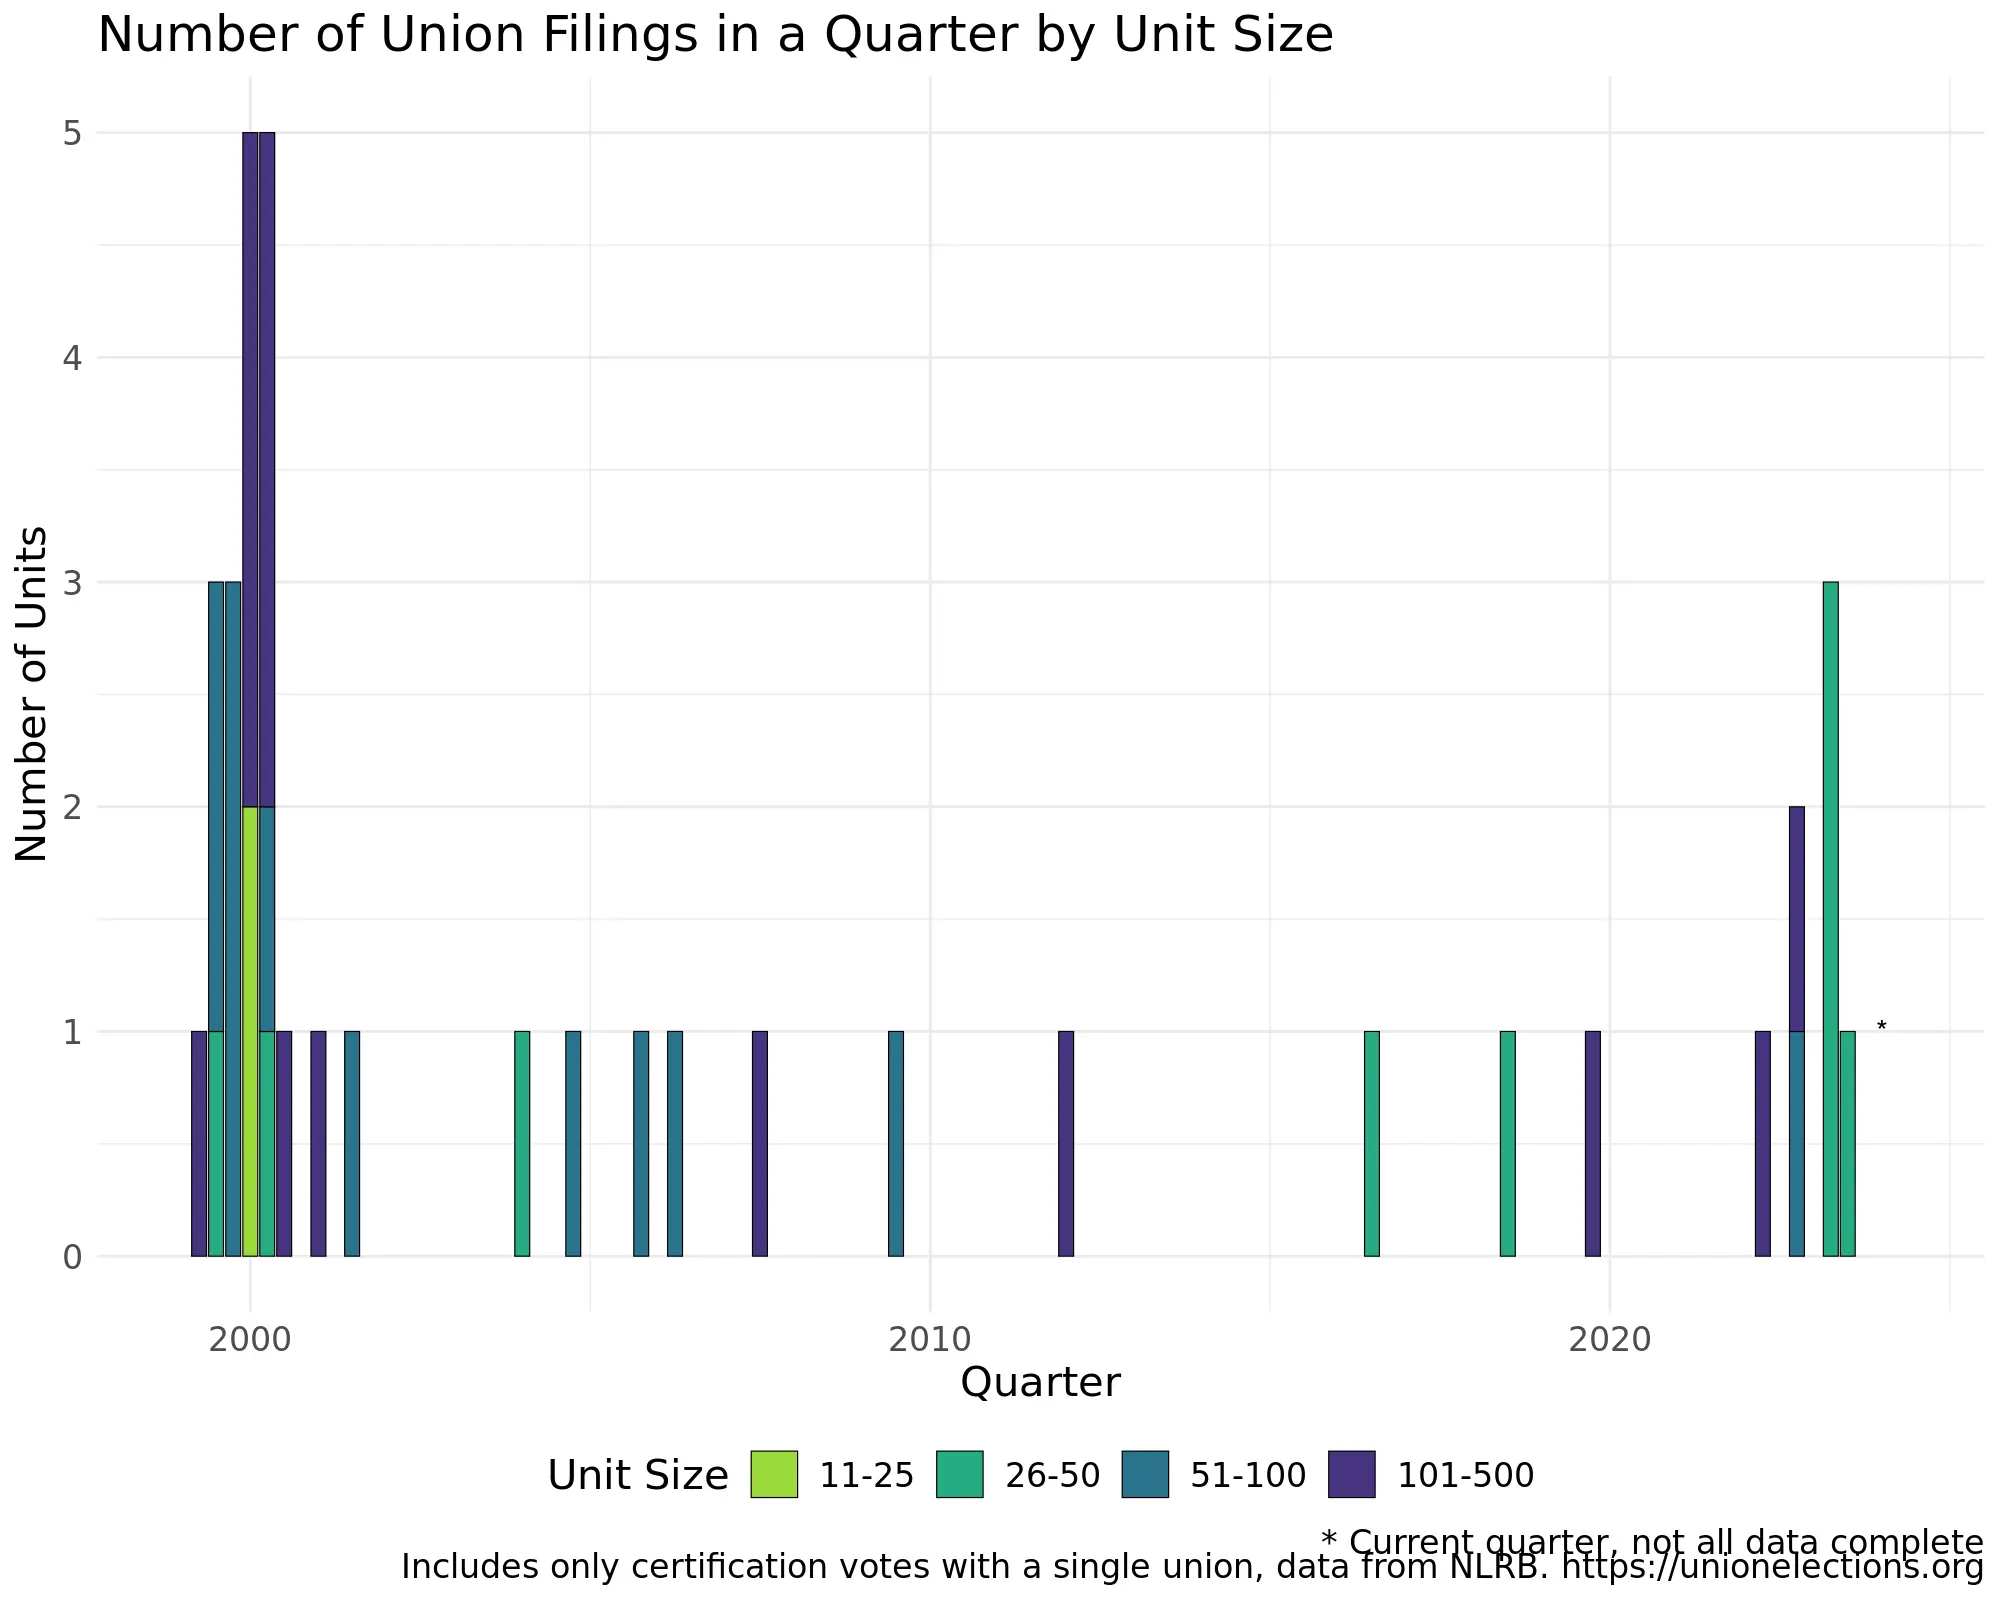 Number of Union Filings in a Quarter by Unit Size
Number of Units
5
4
3
2
1
0
*
2000 2010 2020
Quarter
Unit Size 11-25 26-50 51-100 101-500
* Current quarter, not all data complete
Includes only certification votes with a single union, data from NLRB. https://unionelections.org